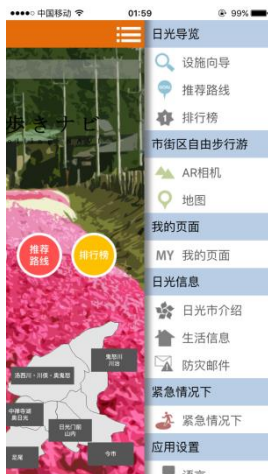 中国移动 01:59 99%
歩きナビ
推荐
路线
排行榜
鬼怒川
川治
汤西川・川俣・奥鬼怒
中禅寺湖
奥日光
日光门前
山内
足尾
今市
日光导览
设施向导
推荐路线
排行榜
市街区自由步行游
AR相机
地图
我的页面
MY 我的页面
日光信息
日光市介绍
生活信息
防灾邮件
紧急情况下
紧急情况下
应用设置